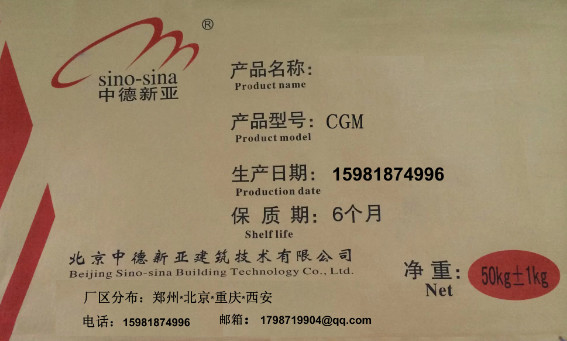 ®
sino-sina
中德新亚
产品名称：
Product name
产品型号：CGM
Product model
生产日期：15981874996
Production date
保质期：6个月
Shelf life
北京中德新亚建筑技术有限公司
Beijing Sino-sina Building Technology Co., Ltd.
净重：50kg±1kg
Net
厂区分布：郑州·北京·重庆·西安
电话：15981874996 邮箱：1798719904@qq.com